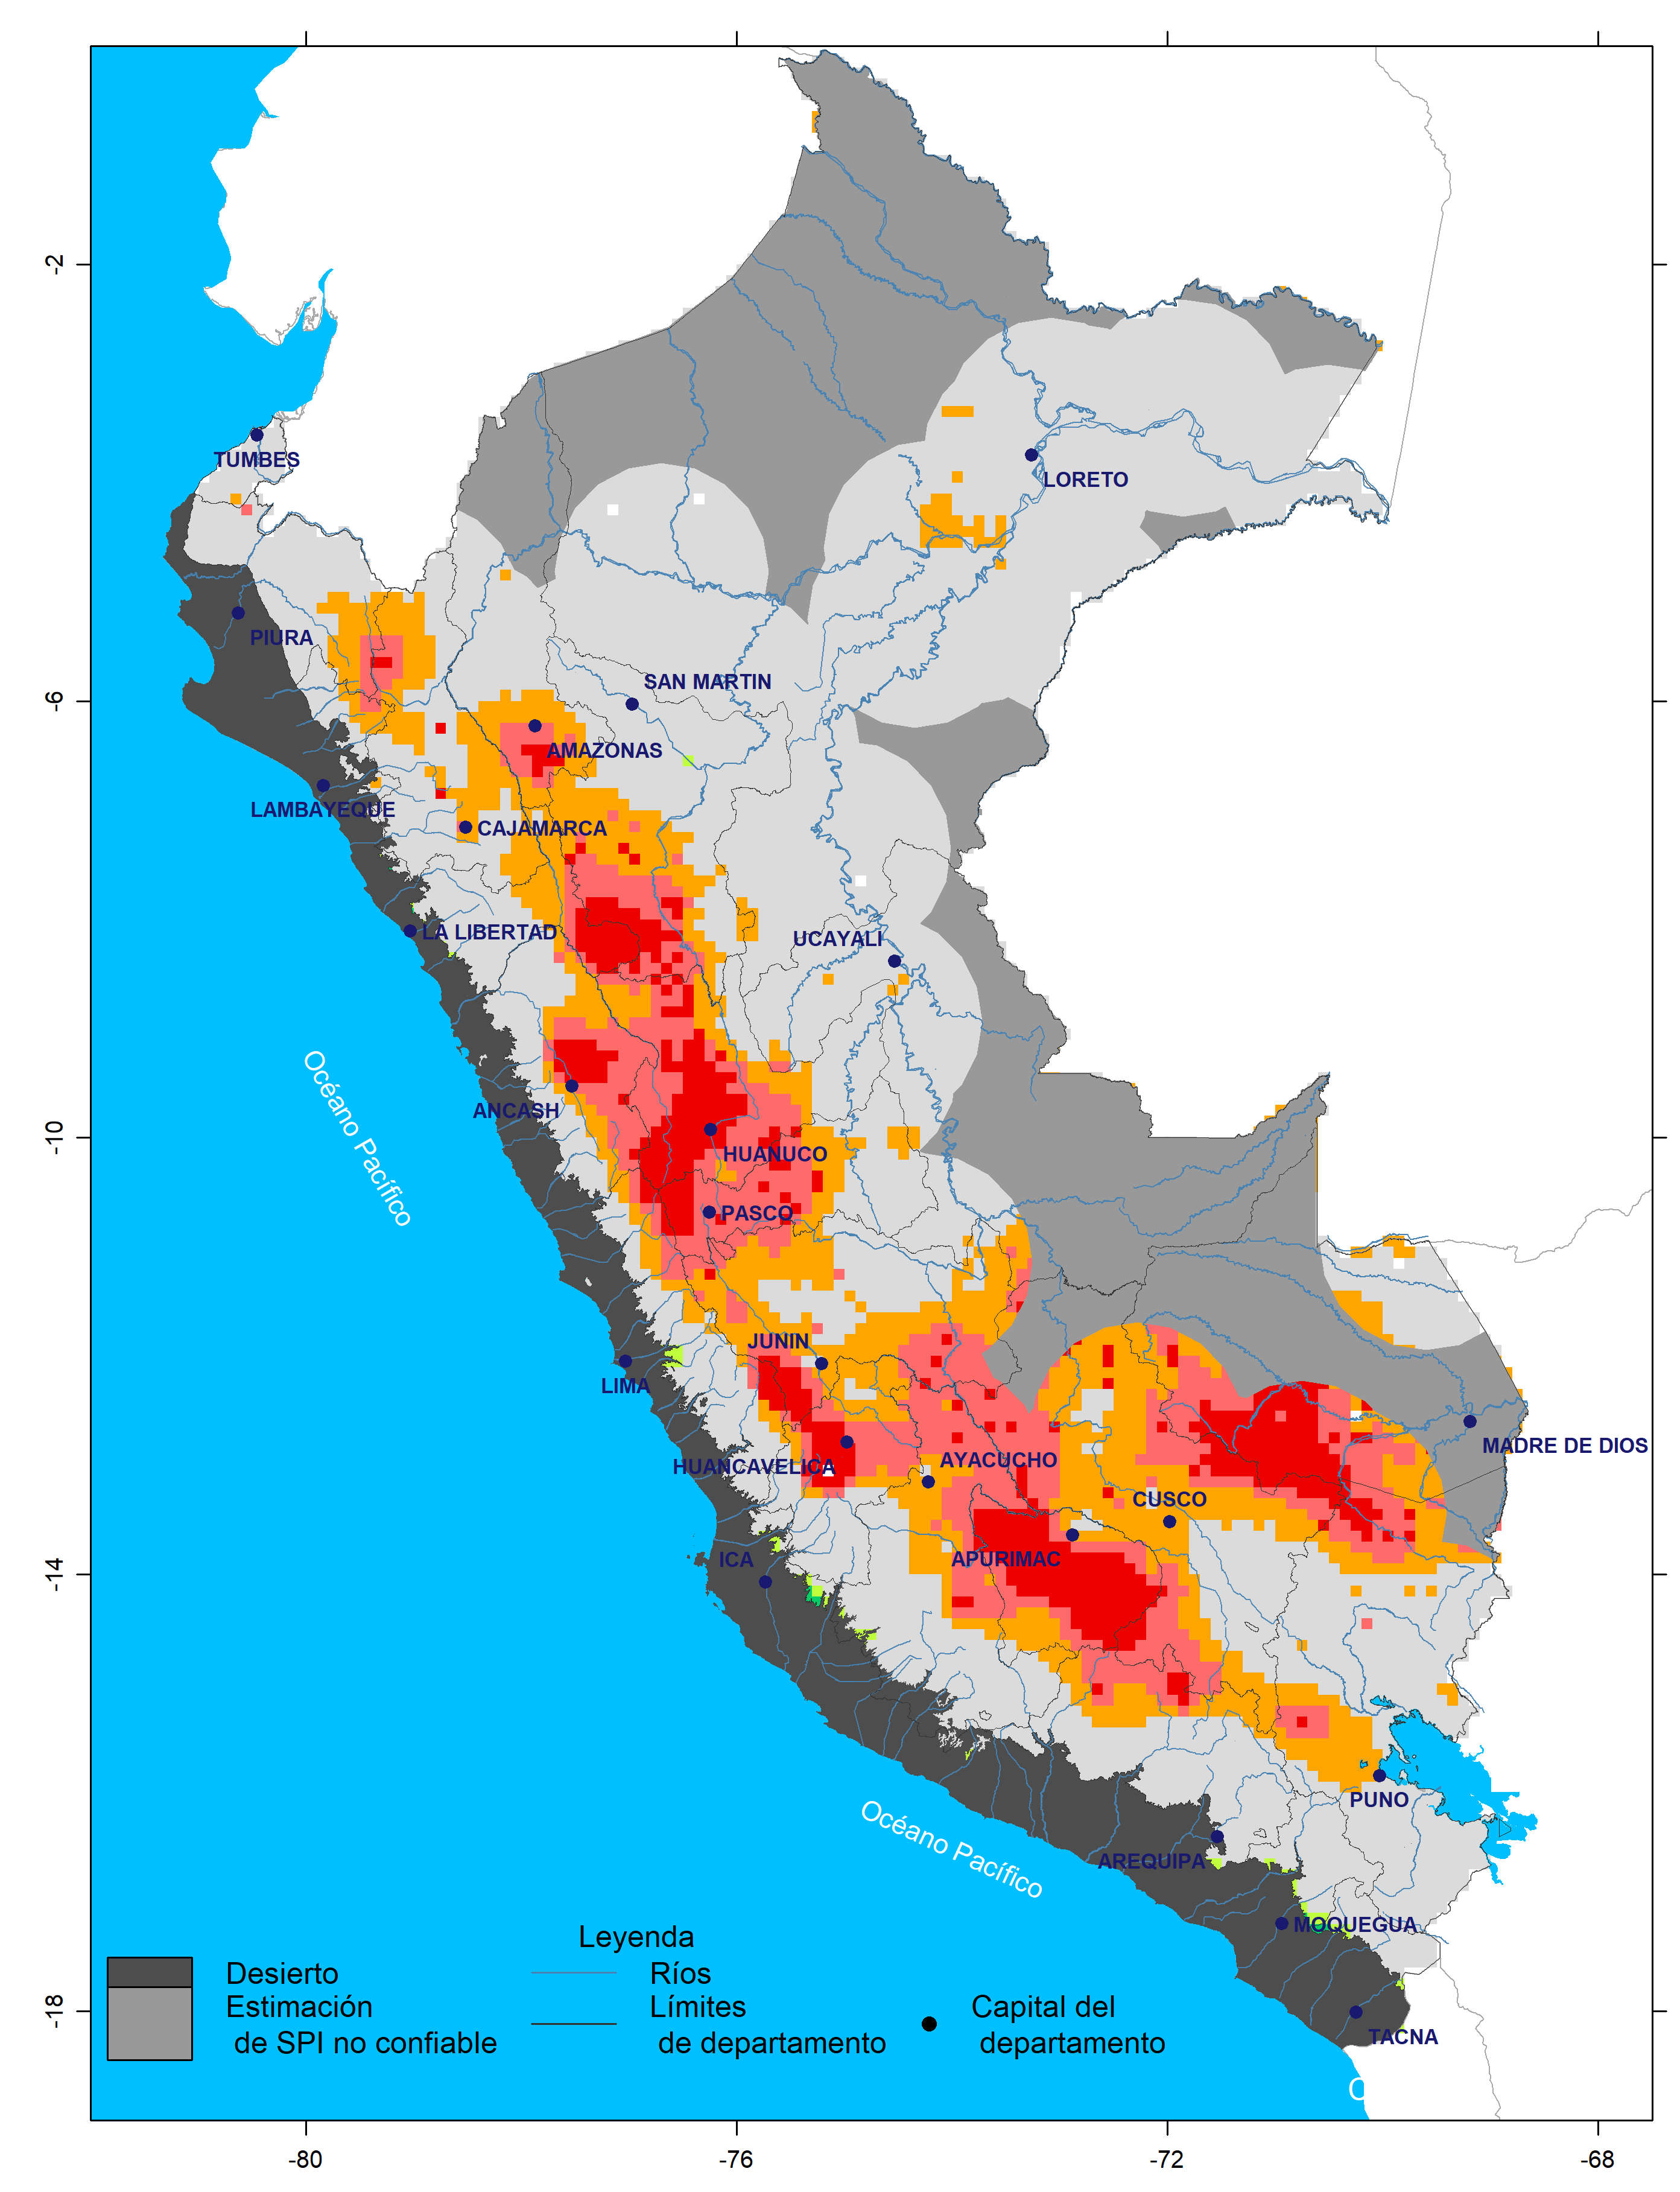 -2
-6
-10
-14
-18
TUMBES
LORETO
PIURA
SAN MARTIN
AMAZONAS
LAMBAYEQUE
CAJAMARCA
LA LIBERTAD
UCAYALI
Océano Pacífico
ANCASH
HUANUCO
PASCO
JUNIN
LIMA
MADRE DE DIOS
HUANCAVELICA
AYACUCHO
CUSCO
ICA
APURIMAC
PUNO
Océano Pacífico
AREQUIPA
MOQUEGUA
TACNA
O
Leyenda
Desierto
Estimación
de SPI no confiable
Ríos
Límites
de departamento
Capital del
departamento
-80
-76
-72
-68